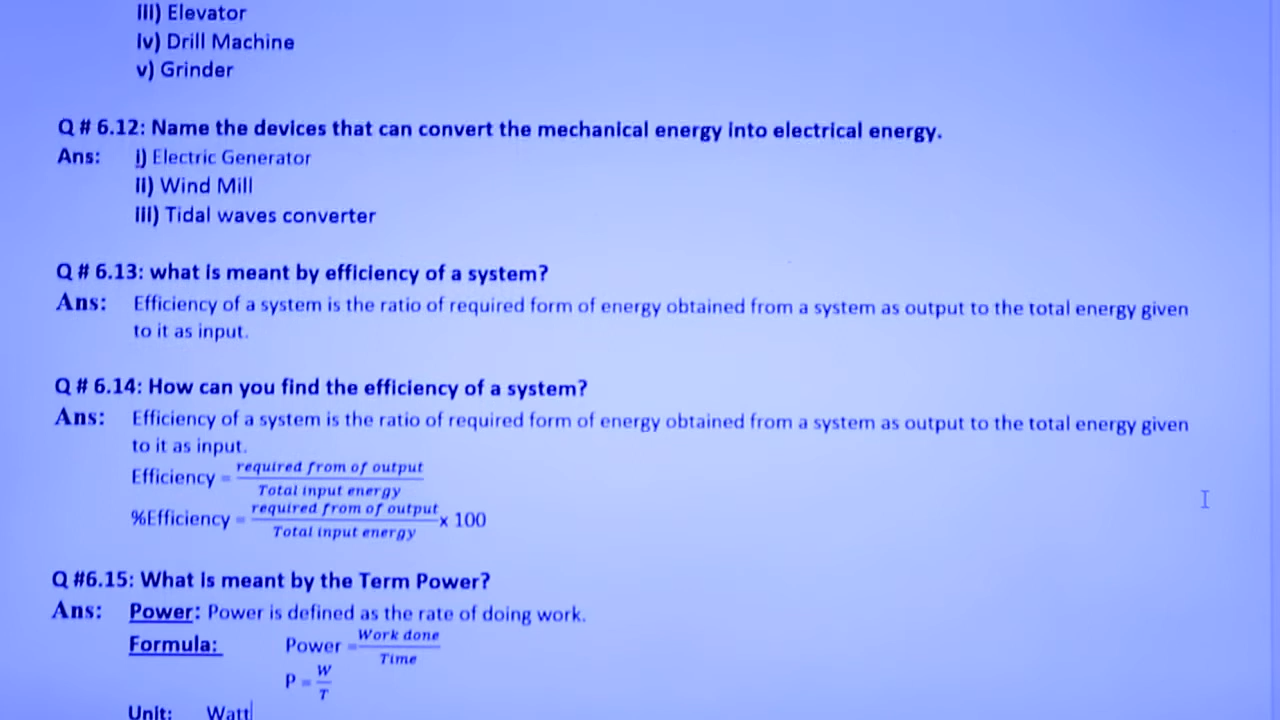 III) Elevator
Iv) Drill Machine
v) Grinder
Q # 6.12: Name the devices that can convert the mechanical energy into electrical energy.
Ans: i) Electric Generator
II) Wind Mill
III) Tidal waves converter
Q # 6.13: what is meant by efficiency of a system?
Ans: Efficiency of a system is the ratio of required form of energy obtained from a system as output to the total energy given
to it as input.
Q # 6.14: How can you find the efficiency of a system?
Ans: Efficiency of a system is the ratio of required form of energy obtained from a system as output to the total energy given
to it as input.
Efficiency = required from of output / Total input energy
%Efficiency = required from of output / Total input energy x 100
Q #6.15: What is meant by the Term Power?
Ans: Power: Power is defined as the rate of doing work.
Formula: Power = Work done / Time
P = W / T
Unit: Watt